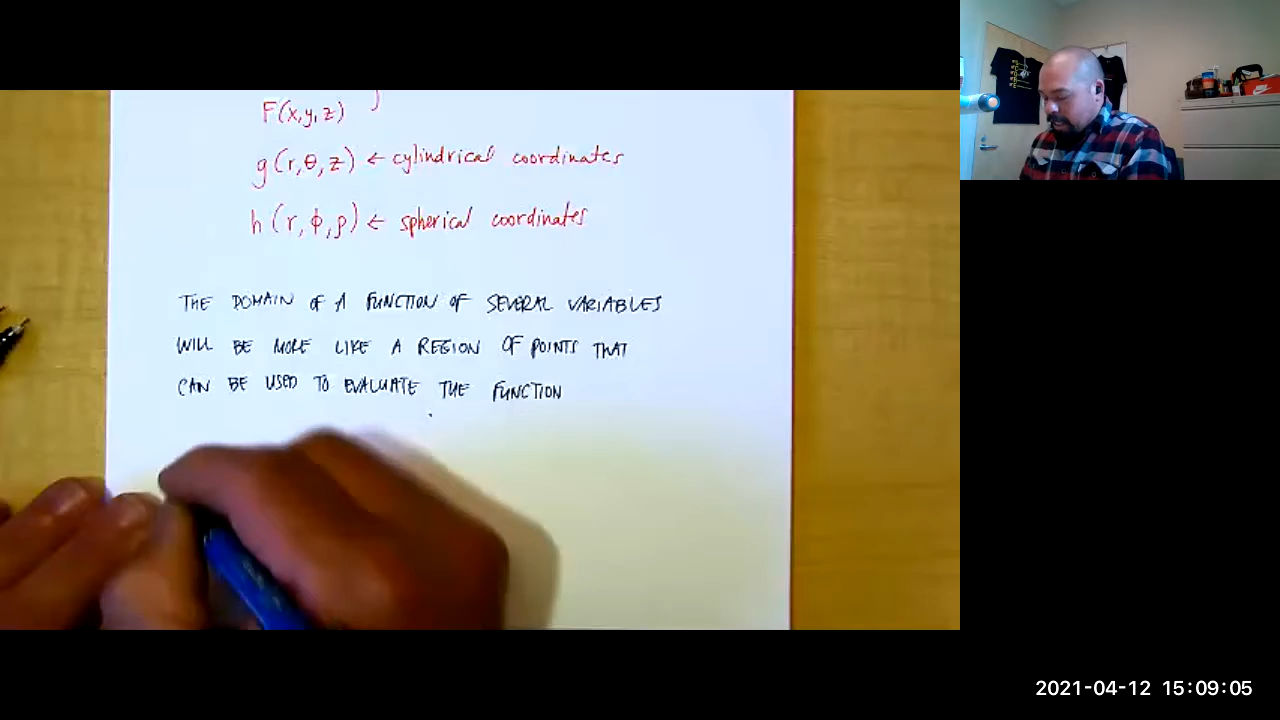 F(x,y,z) }
g(r,θ,z) ← cylindrical coordinates
h(r,ϕ,ρ) ← spherical coordinates
THE DOMAIN OF A FUNCTION OF SEVERAL VARIABLES
WILL BE MORE LIKE A REGION OF POINTS THAT
CAN BE USED TO EVALUATE THE FUNCTION
2021-04-12 15:09:05